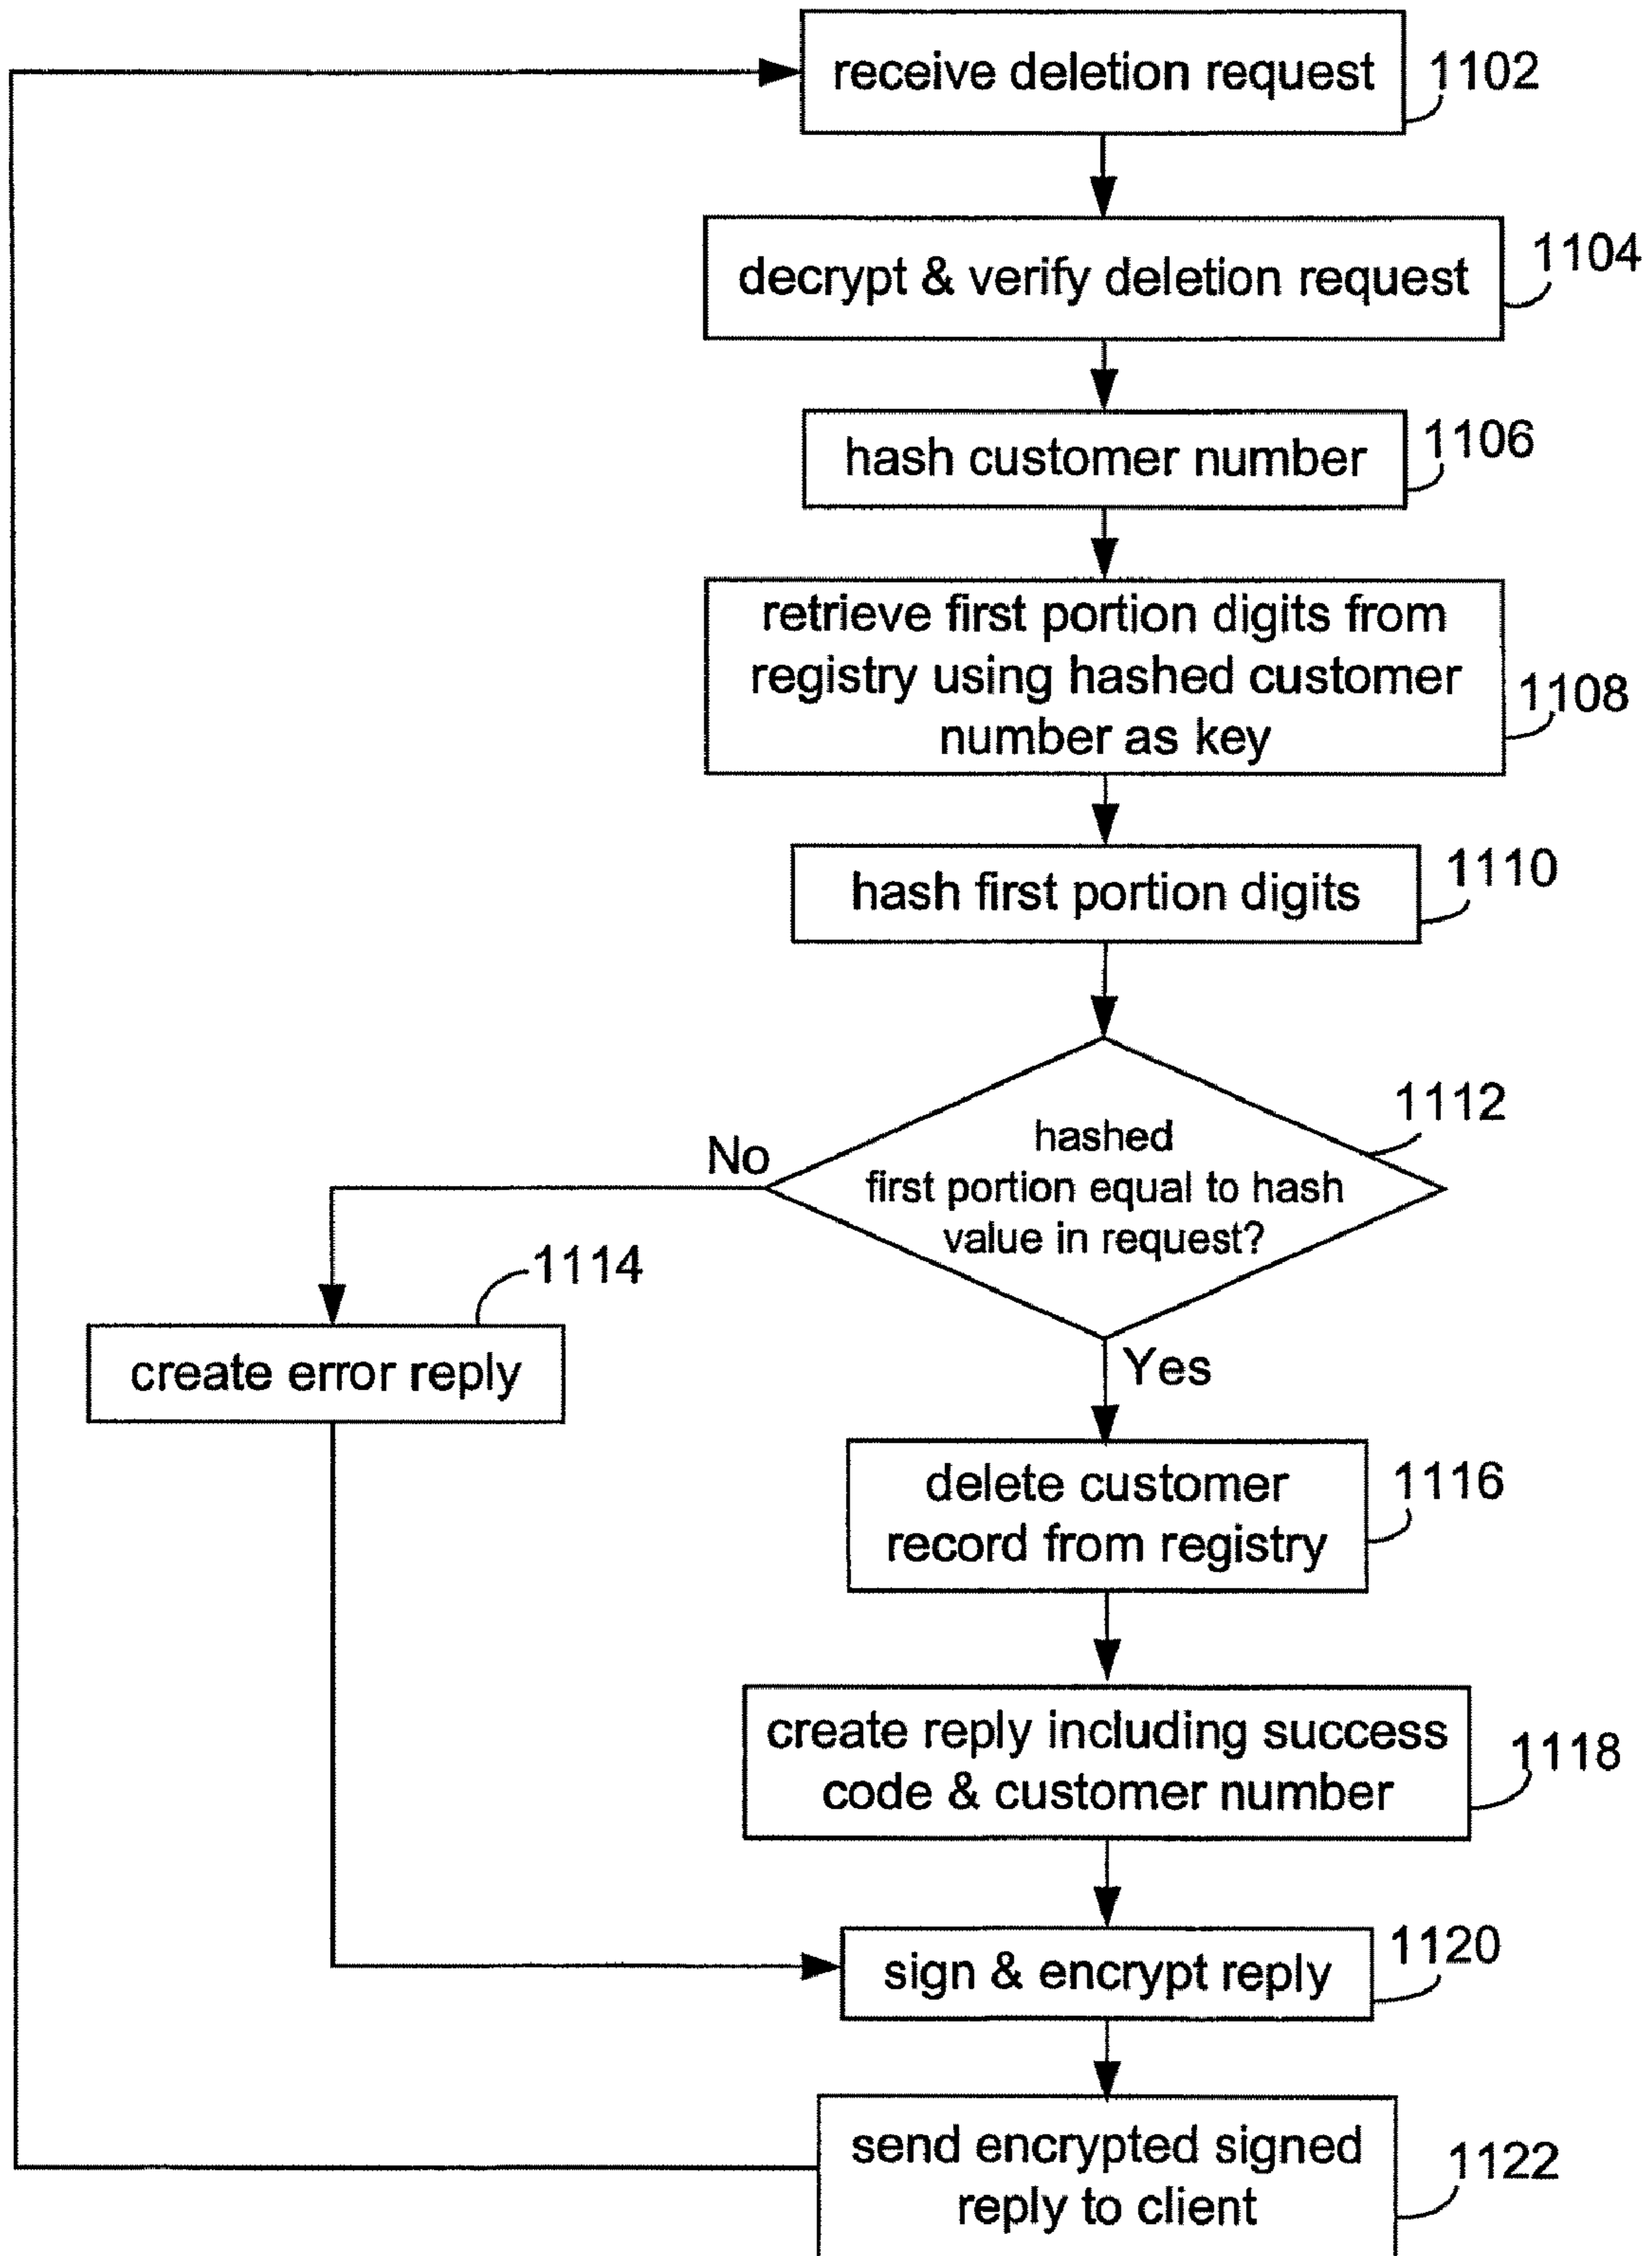 receive deletion request
1102
decrypt & verify deletion request
1104
hash customer number
1106
retrieve first portion digits from
registry using hashed customer
number as key
1108
hash first portion digits
1110
hashed
first portion equal to hash
value in request?
1112
No
Yes
1114
create error reply
delete customer
record from registry
1116
create reply including success
code & customer number
1118
sign & encrypt reply
1120
send encrypted signed
reply to client
1122